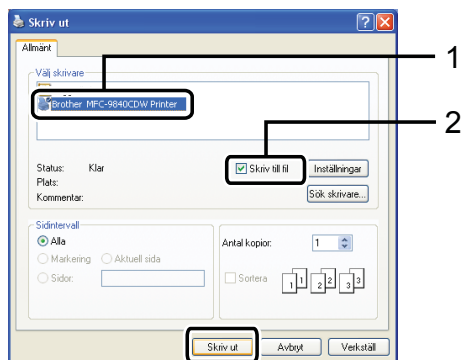 Skriv ut
Allmänt
1
Välj skrivare
Brother MFC-9840CDW Printer
2
Status: Klar
Skriv till fil
Inställningar
Plats:
Kommentar:
Sök skrivare...
Sidintervall
Alla
Antal kopior: 1
Markering
Aktuell sida
Sidor:
Sortera
1 1 2 2 3 3
Skriv ut
Avbryt
Verkställ